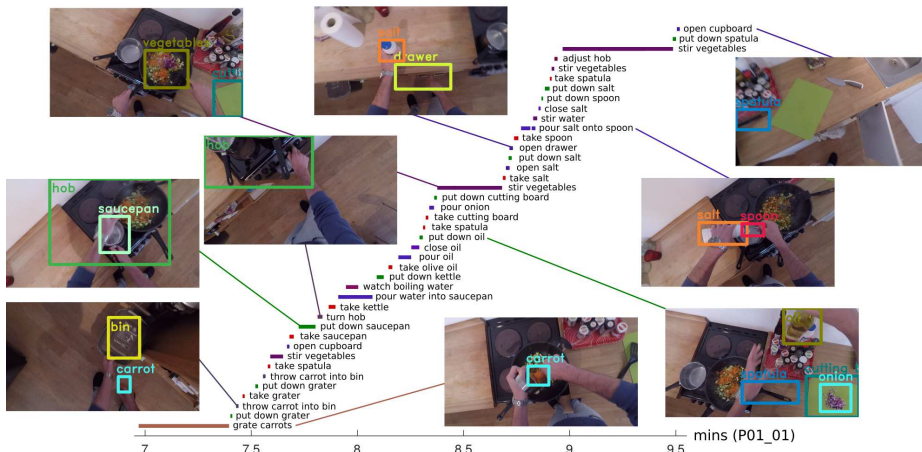 open cupboard
put down spatula
stir vegetables
adjust hob
stir vegetables
take spatula
put down salt
put down spoon
close salt
stir water
pour salt onto spoon
take spoon
open drawer
put down salt
open salt
take salt
stir vegetables
put down cutting board
pour onion
take cutting board
take spatula
put down oil
close oil
pour oil
take olive oil
put down kettle
watch boiling water
pour water into saucepan
take kettle
turn hob
put down saucepan
take saucepan
open cupboard
stir vegetables
take spatula
throw carrot into bin
put down grater
take grater
throw carrot into bin
put down grater
grate carrots
vegetables
salt
drawer
hob
hob
saucepan
bin
carrot
carrot
spatula
salt
spoon
spatula
onion
7
7.5
8
8.5
9
9.5
mins (P01_01)